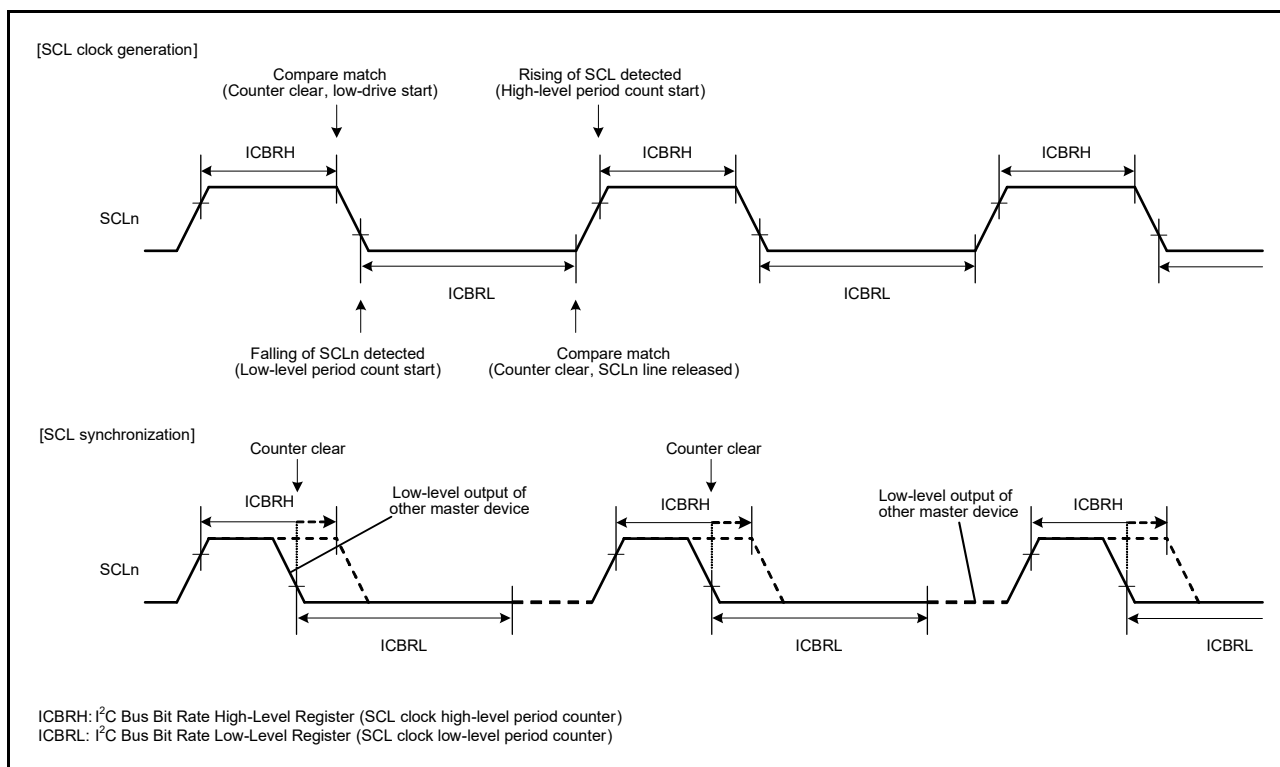 [SCL clock generation]
Compare match
(Counter clear, low-drive start)
Rising of SCL detected
(High-level period count start)
ICBRH
ICBRH
ICBRH
SCLn
ICBRL
ICBRL
Falling of SCLn detected
(Low-level period count start)
Compare match
(Counter clear, SCLn line released)
[SCL synchronization]
Counter clear
Counter clear
ICBRH
Low-level output of
other master device
ICBRH
Low-level output of
other master device
ICBRH
SCLn
ICBRL
ICBRL
ICBRL
ICBRH: I²C Bus Bit Rate High-Level Register (SCL clock high-level period counter)
ICBRL: I²C Bus Bit Rate Low-Level Register (SCL clock low-level period counter)